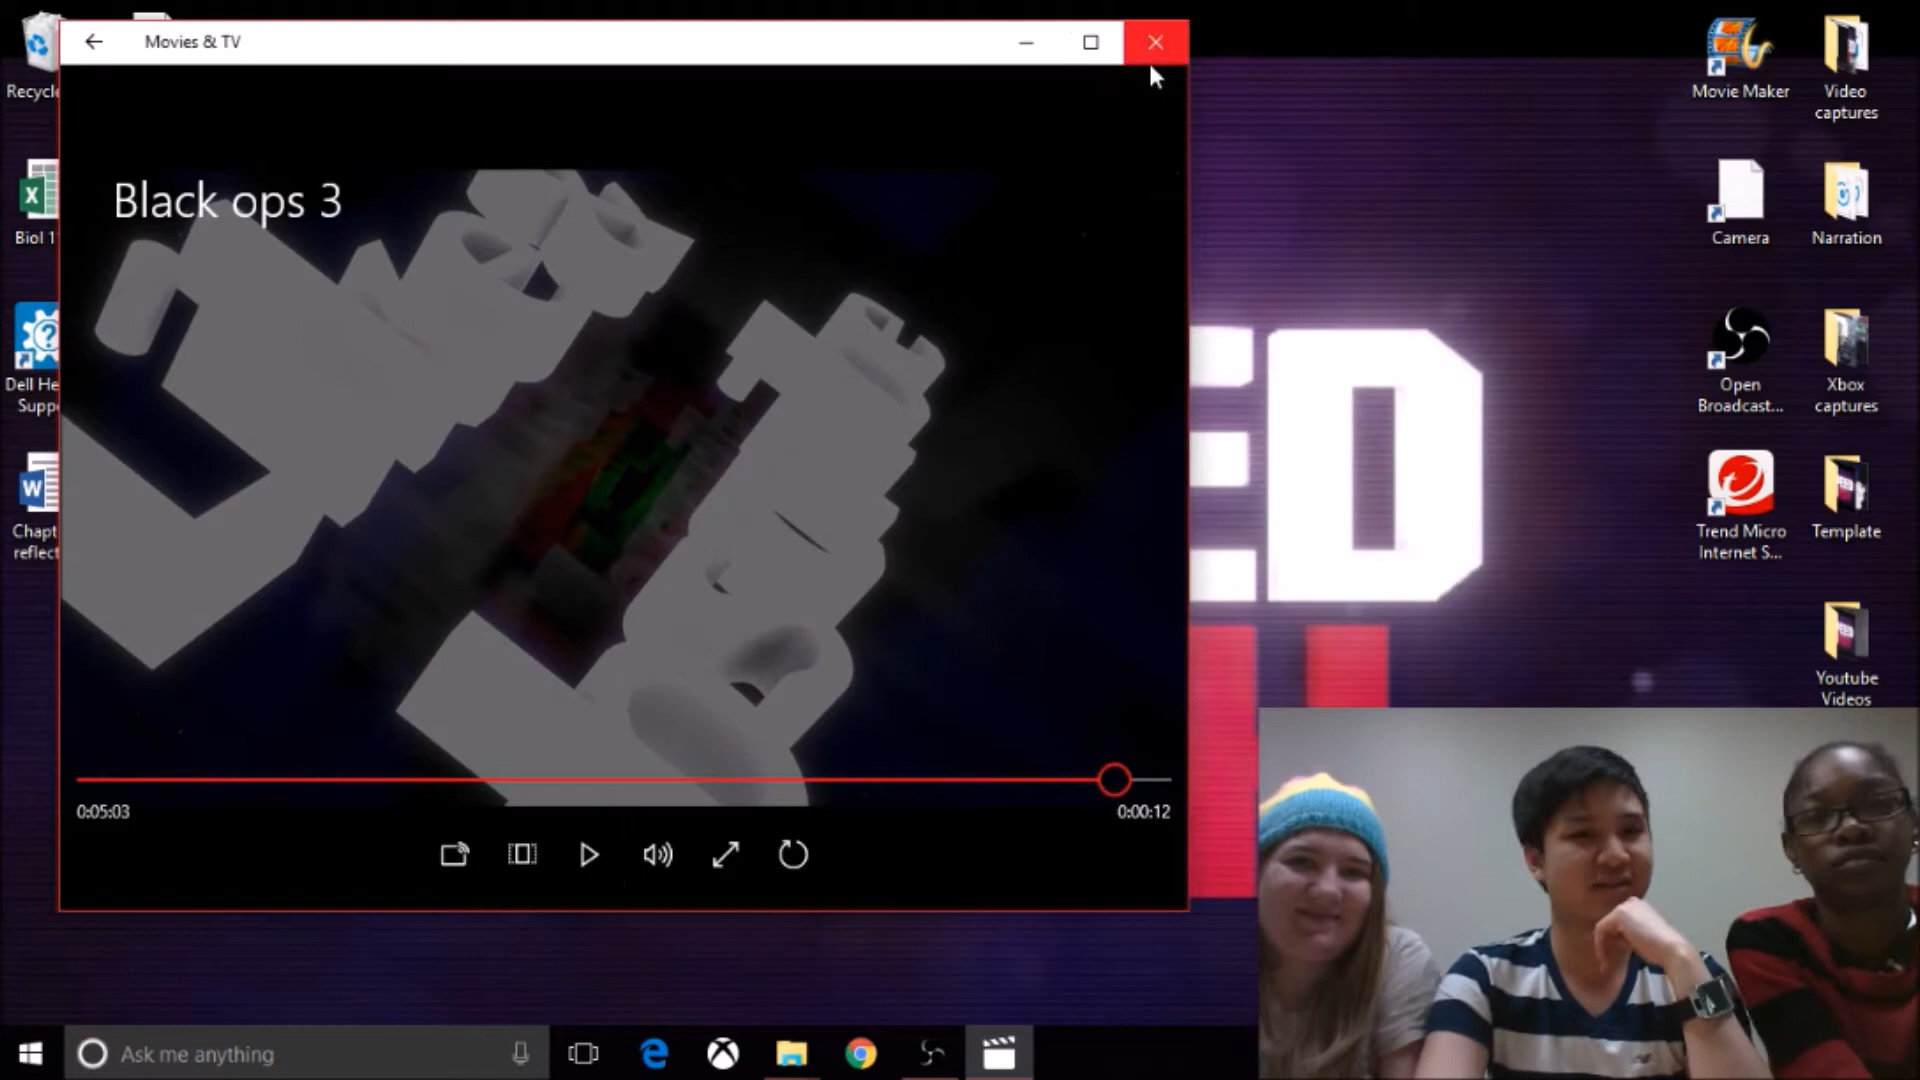 Movies & TV
Black ops 3
0:05:03
0:00:12
Recycl
Biol 1
Dell He
Supp
Chapt
reflect
ED
Movie Maker
Video
captures
Camera
Narration
Open
Broadcast...
Xbox
captures
Trend Micro
Internet S...
Template
Youtube
Videos
Ask me anything